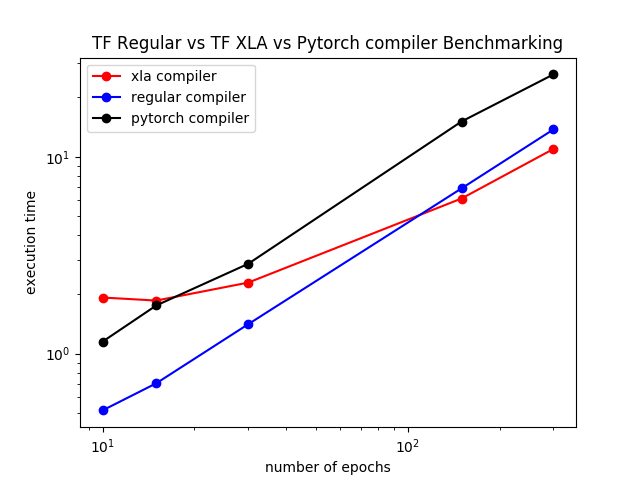 TF Regular vs TF XLA vs Pytorch compiler Benchmarking
xla compiler
regular compiler
pytorch compiler
execution time
10¹
10⁰
10¹
10²
number of epochs